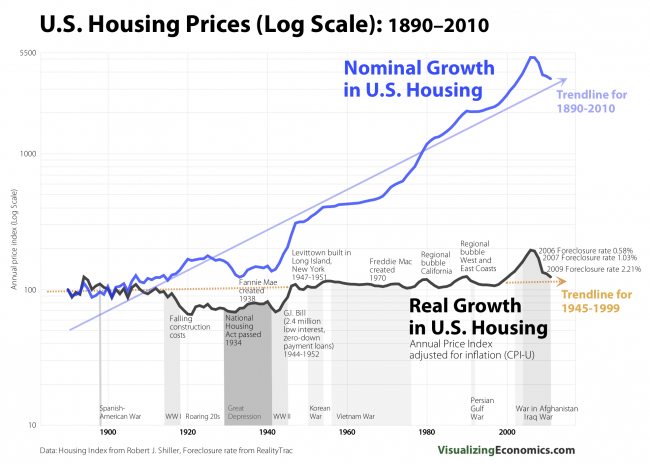 U.S. Housing Prices (Log Scale): 1890–2010
5500
Nominal Growth
in U.S. Housing
Trendline for
1890-2010
1000
Annual price index (Log Scale)
Levittown built in
Long Island,
New York
1947-1951
Freddie Mac
created
1970
Regional
bubble
California
Regional
bubble
West and
East Coasts
2006 Foreclosure rate 0.58%
2007 Foreclosure rate 1.03%
2009 Foreclosure rate 2.21%
Fannie Mae
created
1938
100
Trendline for
1945-1999
Real Growth
in U.S. Housing
Annual Price Index
adjusted for inflation (CPI-U)
Falling
construction
costs
National
Housing
Act passed
1934
G.I. Bill
(2.4 million
low interest,
zero-down
payment loans)
1944-1952
Spanish-
American War
WW I
Roaring 20s
Great
Depression
WW II
Korean
War
Vietnam War
Persian
Gulf
War
War in Afghanistan
Iraq War
10
1900
1920
1940
1960
1980
2000
Data: Housing Index from Robert J. Shiller, Foreclosure rate from RealityTrac
VisualizingEconomics.com